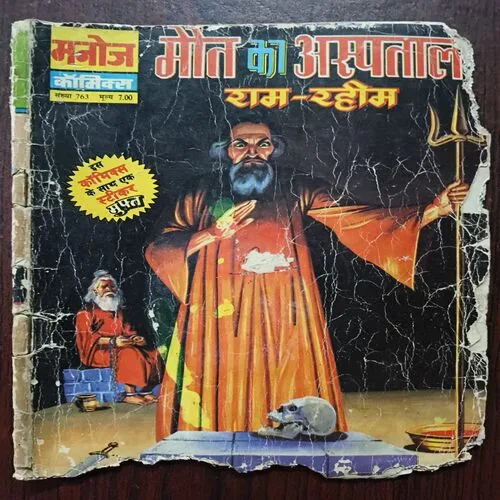 मनोज
कॉमिक्स
संख्या 763 मूल्य 7.00
मौत का अस्पताल
राम-रहीम
इस
कॉमिक्स
के साथ एक
स्टीकर
मुफ्त